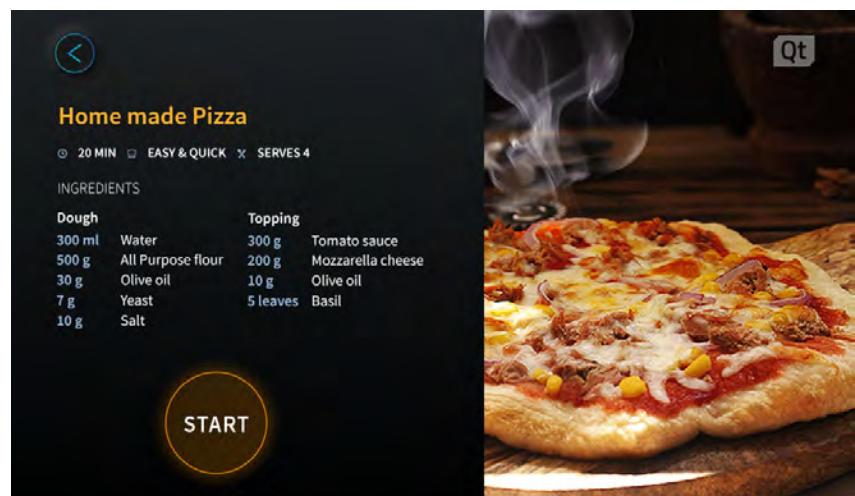 Qt
Home made Pizza
20 MIN EASY & QUICK SERVES 4
INGREDIENTS
Dough
300 ml Water
500 g All Purpose flour
30 g Olive oil
7 g Yeast
10 g Salt
Topping
300 g Tomato sauce
200 g Mozzarella cheese
10 g Olive oil
5 leaves Basil
START